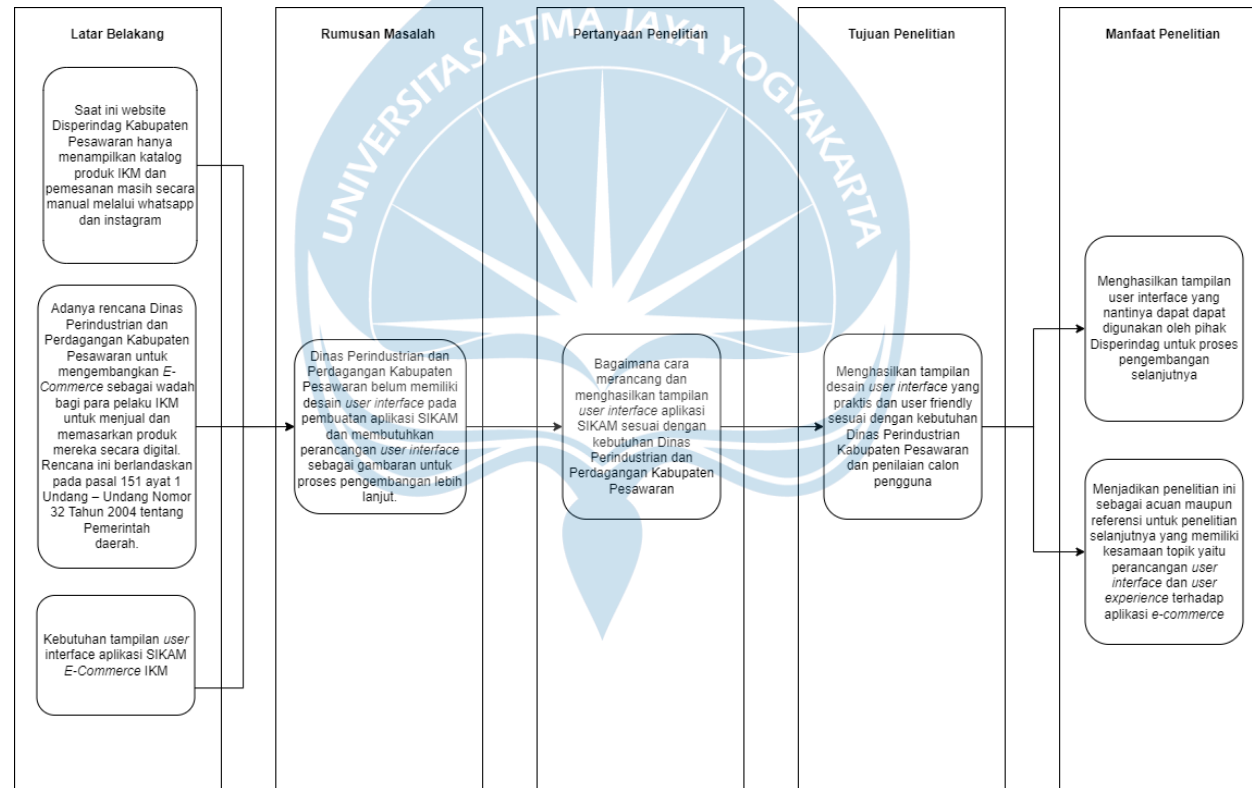 Latar Belakang
Saat ini website
Disperindag Kabupaten
Pesawaran hanya
menampilkan katalog
produk IKM dan
pemesanan masih secara
manual melalui whatsapp
dan instagram
Adanya rencana Dinas
Perindustrian dan
Perdagangan Kabupaten
Pesawaran untuk
mengembangkan E-
Commerce sebagai wadah
bagi para pelaku IKM
untuk menjual dan
memasarkan produk
mereka secara digital.
Rencana ini berlandaskan
pada pasal 151 ayat 1
Undang – Undang Nomor
32 Tahun 2004 tentang
Pemerintah
daerah.
Kebutuhan tampilan user
interface aplikasi SIKAM
E-Commerce IKM
Rumusan Masalah
Dinas Perindustrian dan
Perdagangan Kabupaten
Pesawaran belum memiliki
desain user interface pada
pembuatan aplikasi SIKAM
dan membutuhkan
perancangan user interface
sebagai gambaran untuk
proses pengembangan lebih
lanjut.
Pertanyaan Penelitian
Bagaimana cara
merancang dan
menghasilkan tampilan
user interface aplikasi
SIKAM sesuai dengan
kebutuhan Dinas
Perindustrian dan
Perdagangan Kabupaten
Pesawaran
Tujuan Penelitian
Menghasilkan tampilan
desain user interface yang
praktis dan user friendly
sesuai dengan kebutuhan
Dinas Perindustrian
Kabupaten Pesawaran
dan penilaian calon
pengguna
Manfaat Penelitian
Menghasilkan tampilan
user interface yang
nantinya dapat dapat
digunakan oleh pihak
Disperindag untuk proses
pengembangan
selanjutnya
Menjadikan penelitian ini
sebagai acuan maupun
referensi untuk penelitian
selanjutnya yang memiliki
kesamaan topik yaitu
perancangan user
interface dan user
experience terhadap
aplikasi e-commerce
UNIVERSITAS ATMA JAYA YOGYAKARTA